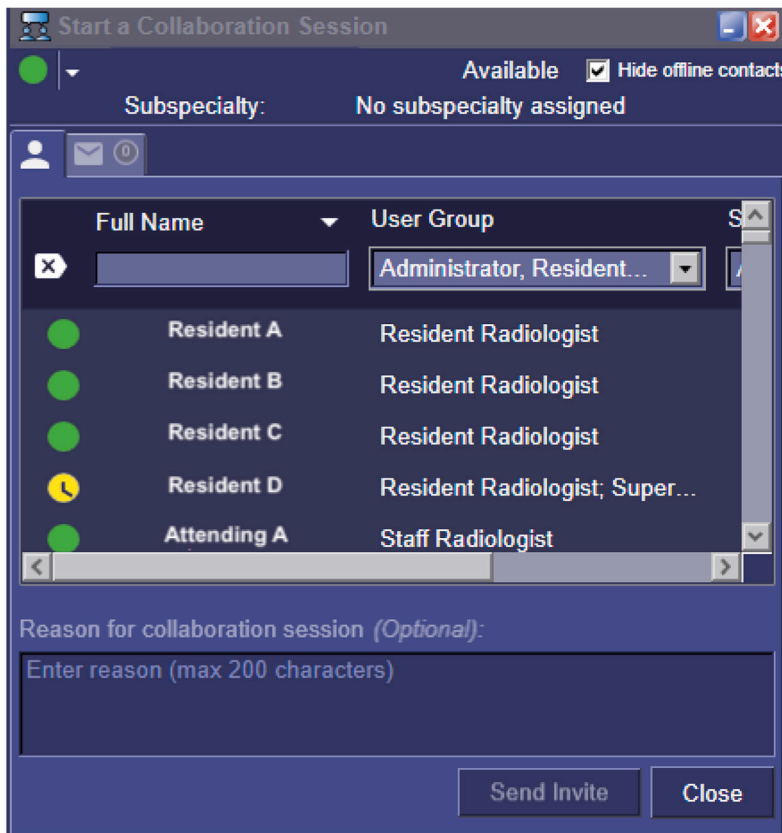 Start a Collaboration Session
Available Hide offline contacts
Subspecialty: No subspecialty assigned
0
Full Name User Group S
Administrator, Resident...
Resident A Resident Radiologist
Resident B Resident Radiologist
Resident C Resident Radiologist
Resident D Resident Radiologist; Super...
Attending A Staff Radiologist
Reason for collaboration session (Optional):
Enter reason (max 200 characters)
Send Invite Close